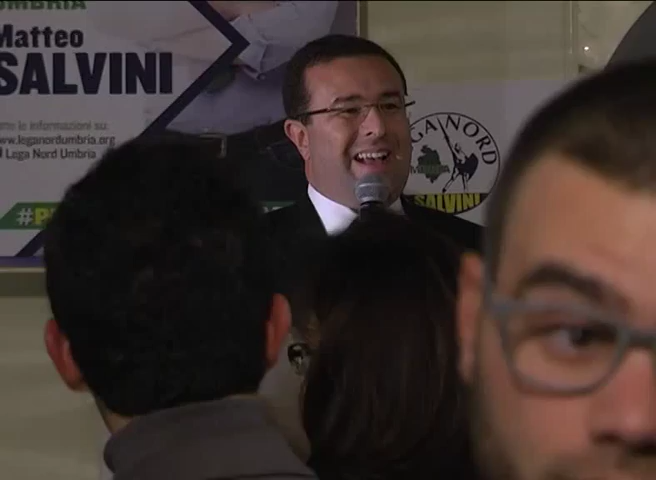 UMBRIA
Matteo
SALVINI
le informazioni su:
www.leganordumbria.org
Lega Nord Umbria
LEGA NORD
SALVINI